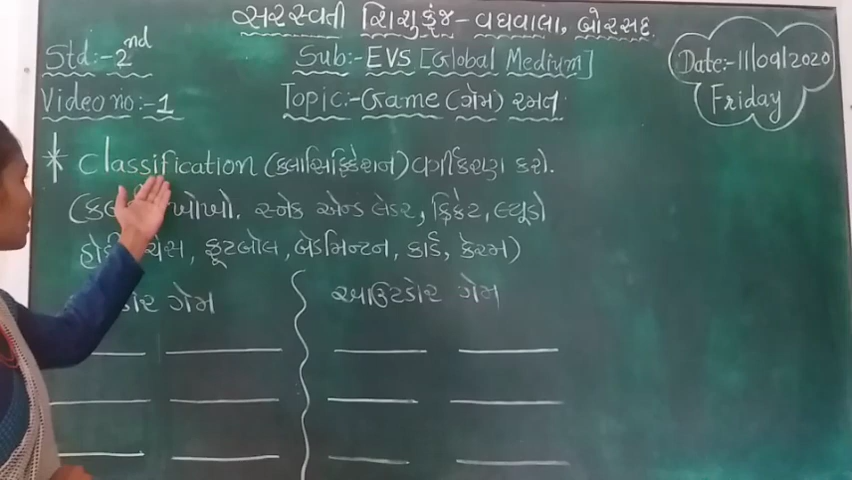 સરસ્વતી શિશુકુંજ - વઘવાલા, બોરસદ.
Std:- 2nd
Sub:- EVS [Global Medium]
Date:-11/09/2020
Friday
Video no:-1
Topic:- Game (ગેમ) રમત
* Classification (કલાસિફિકેશન) વર્ગીકરણ કરો.
ખોખો, સ્નેક એન્ડ લેડર, ક્રિકેટ, લ્યુડો
ચેસ, ફૂટબોલ, બેડમિન્ટન, કાર્ડ, કેરમ)
ગેમ
આઉટડોર ગેમ